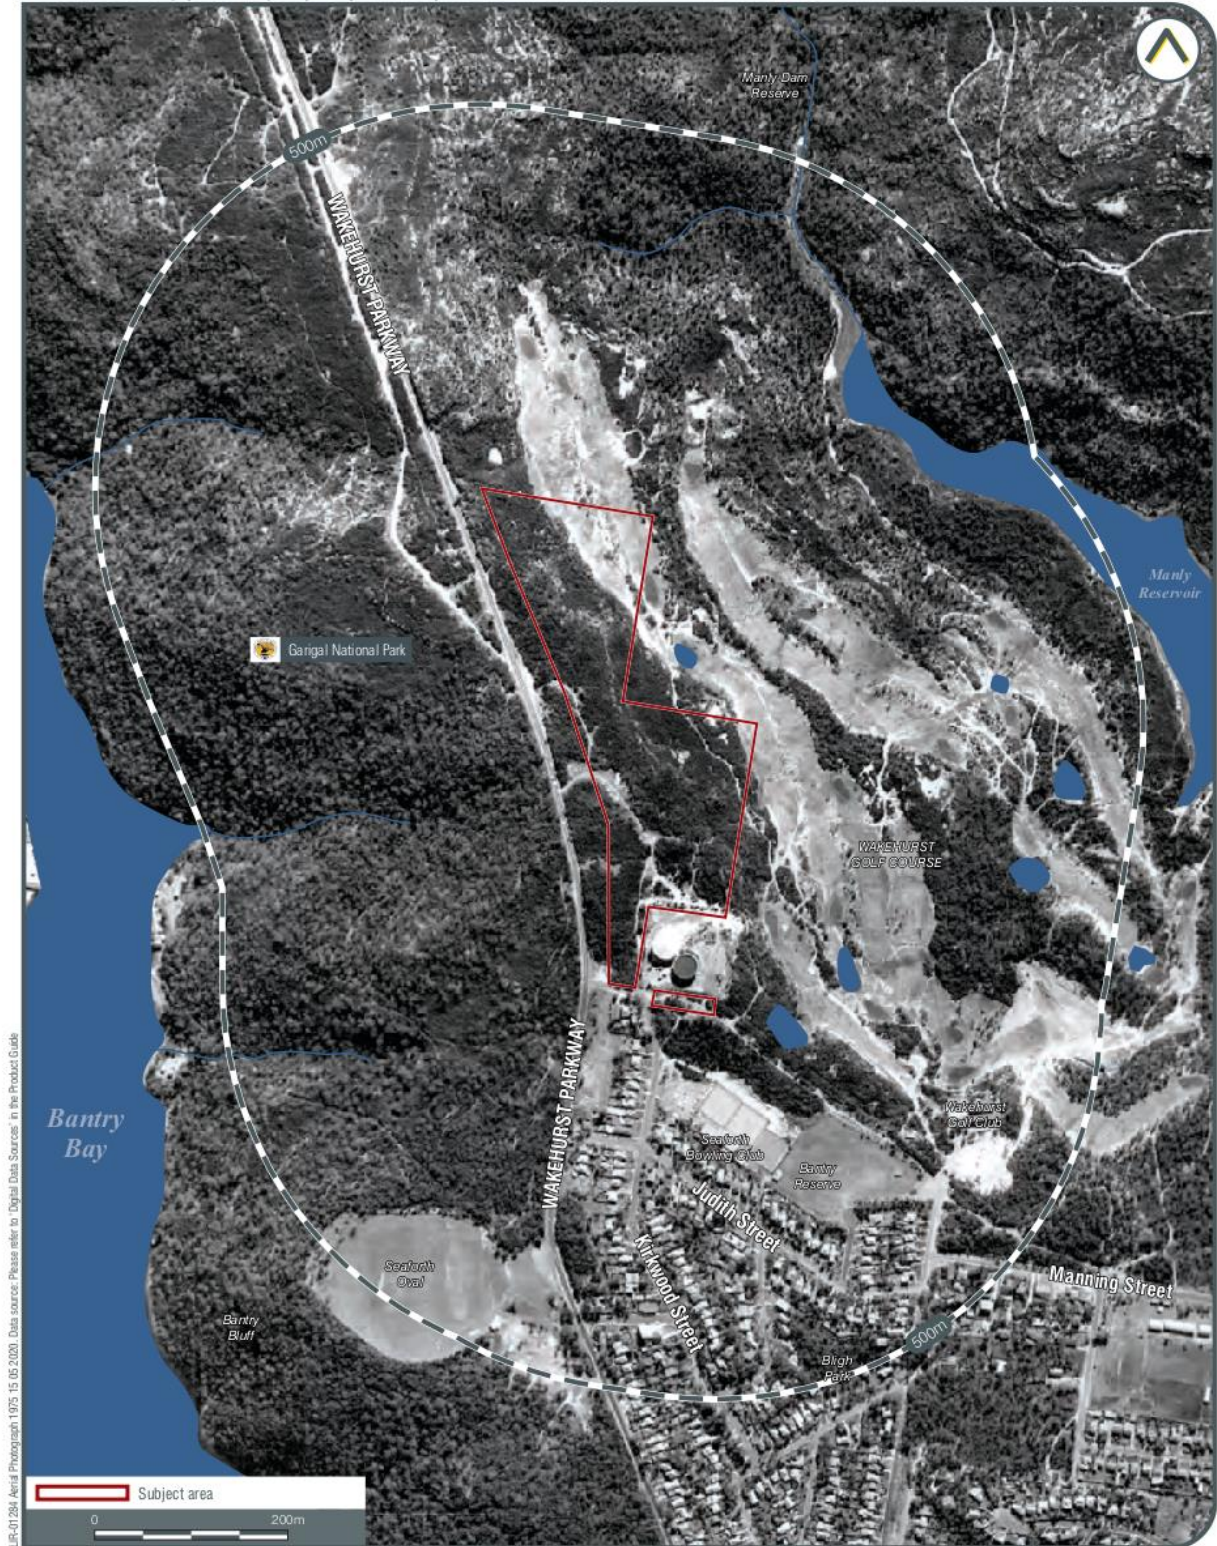 Manly Dam
Reserve
500m
WAKEHURST PARKWAY
Manly
Reservoir
Garigal National Park
WAKEHURST
GOLF COURSE
WAKEHURST PARKWAY
Bantry
Bay
Wakehurst
Golf Club
Seaforth
Bowling Club
Bantry
Reserve
Judith Street
Kirkwood Street
Seaforth
Oval
Manning Street
Bantry
Bluff
500m
Bligh
Park
Subject area
0 200m
LIR-01284 Aerial Photograph 1975 15 05 2020. Data source: Please refer to "Digital Data Sources" in the Product Guide